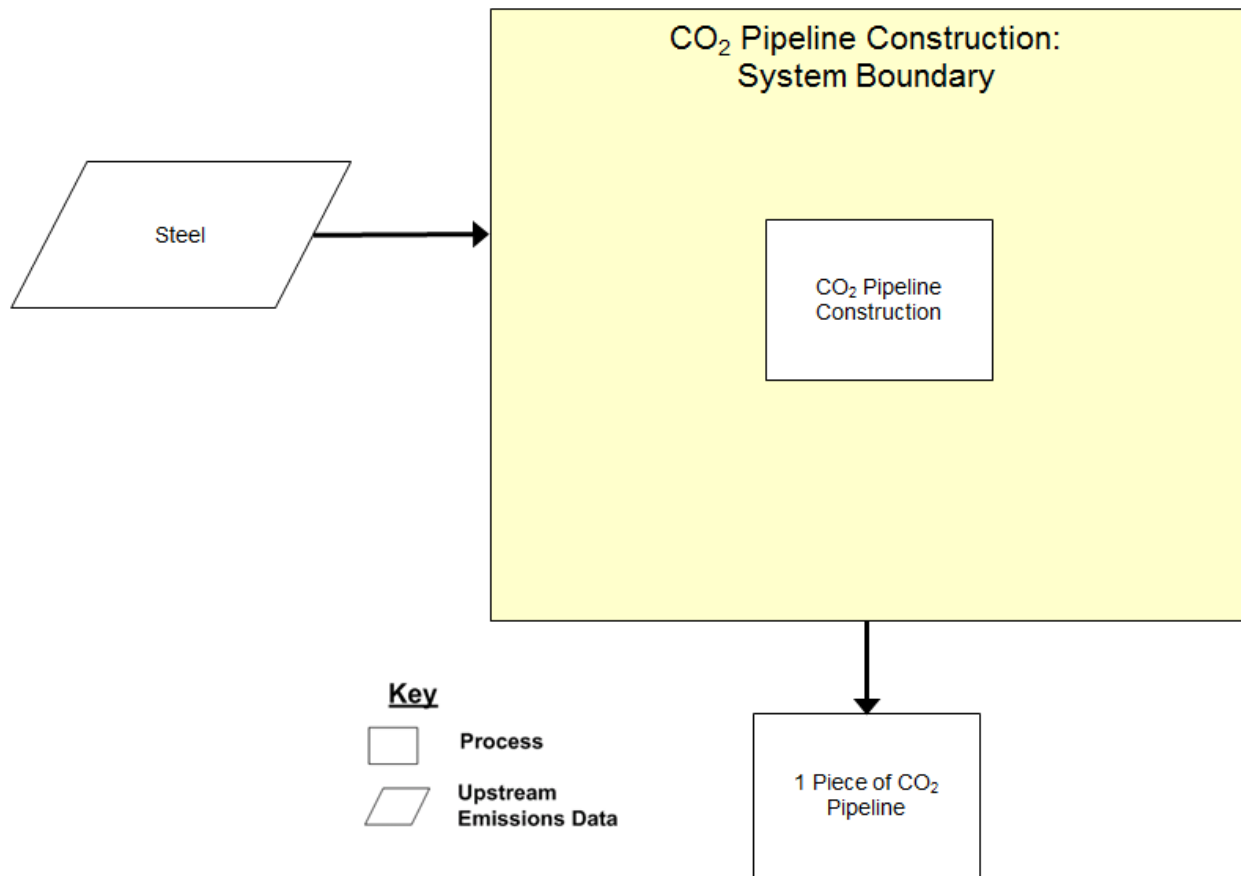 CO₂ Pipeline Construction:
System Boundary
Steel
CO₂ Pipeline
Construction
Key
Process
Upstream
Emissions Data
1 Piece of CO₂
Pipeline